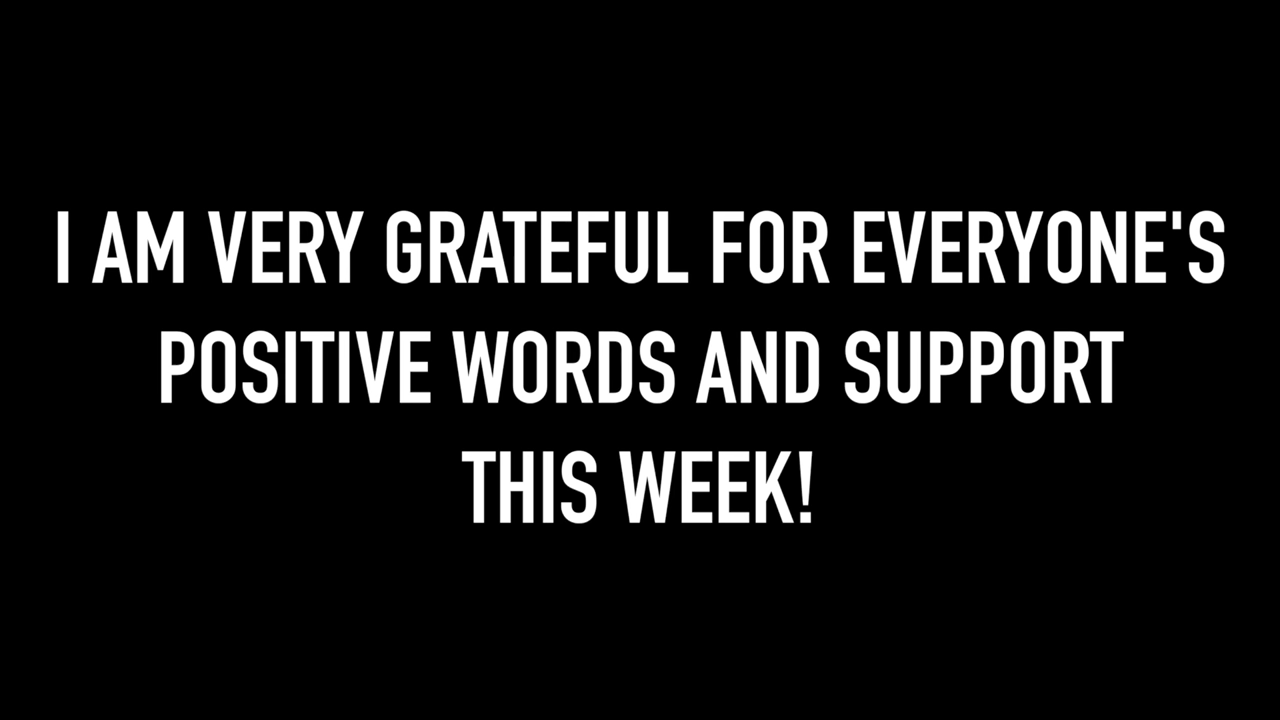 I AM VERY GRATEFUL FOR EVERYONE'S
POSITIVE WORDS AND SUPPORT
THIS WEEK!